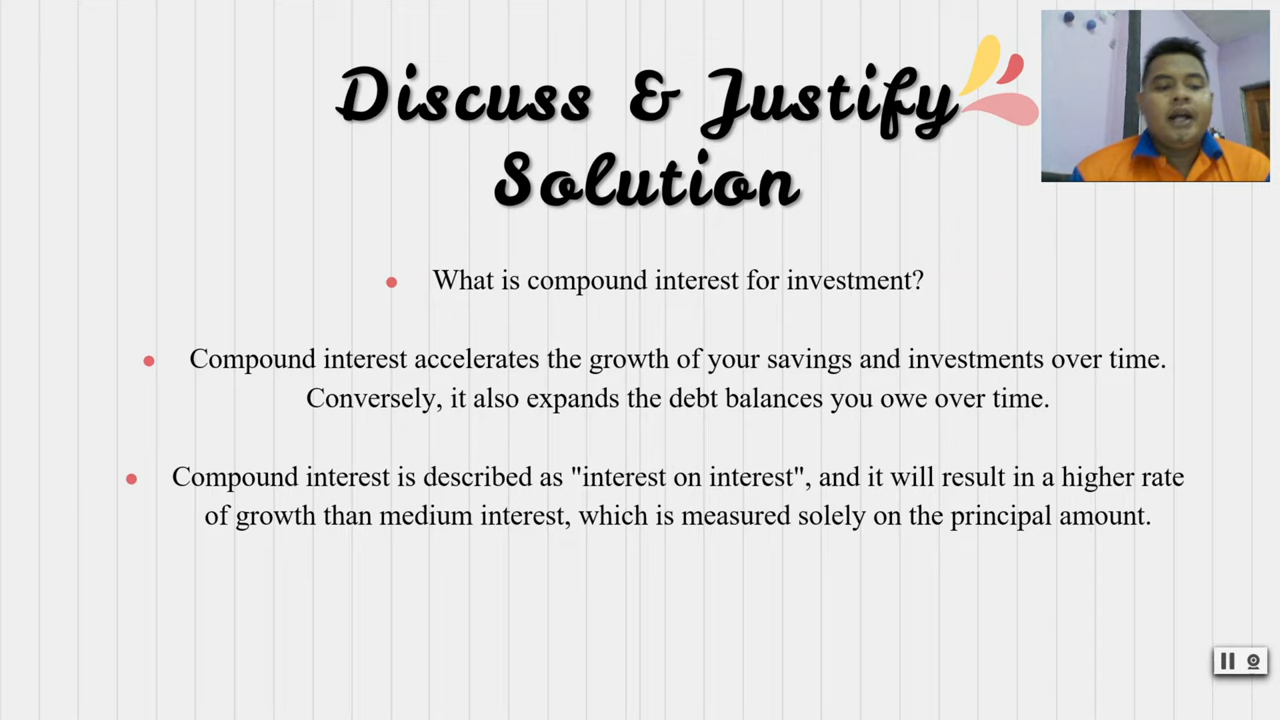 Discuss & Justify
Solution
What is compound interest for investment?
Compound interest accelerates the growth of your savings and investments over time.
Conversely, it also expands the debt balances you owe over time.
Compound interest is described as "interest on interest", and it will result in a higher rate
of growth than medium interest, which is measured solely on the principal amount.